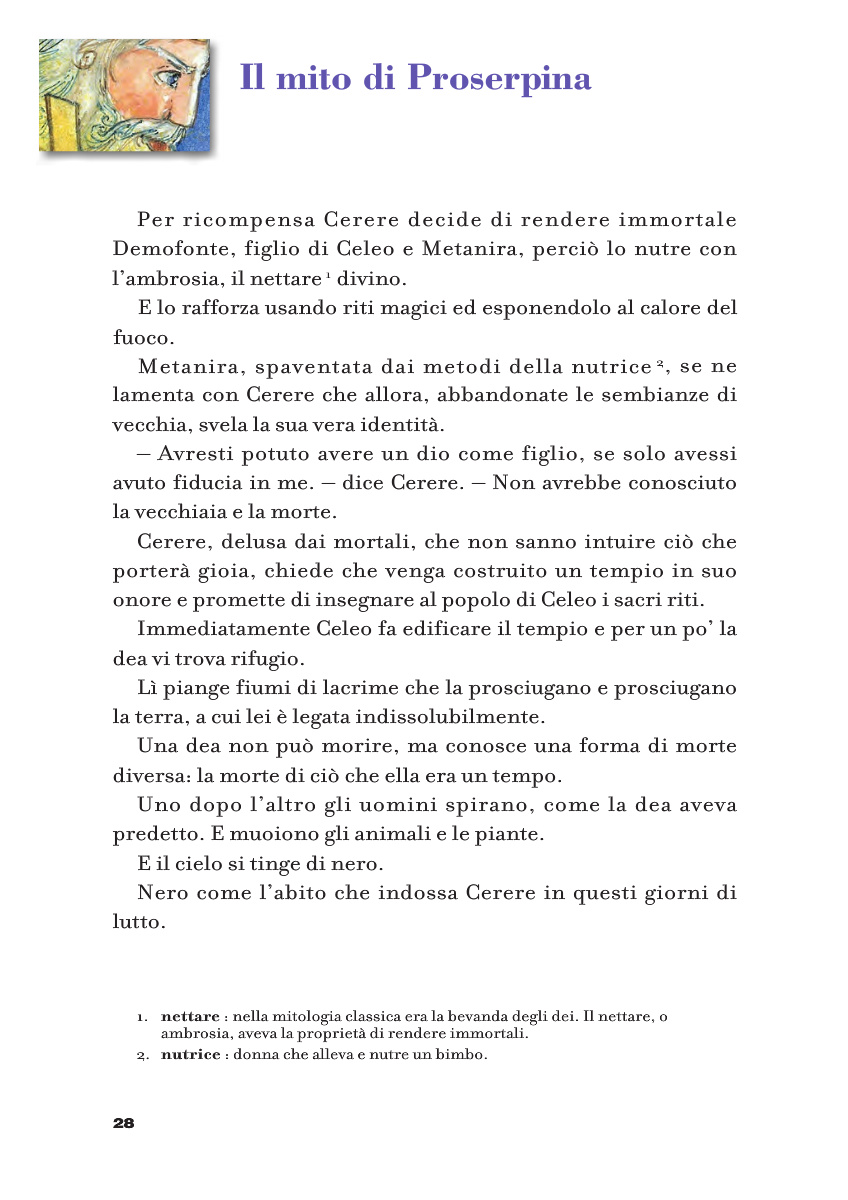 Il mito di Proserpina
Per ricompensa Cerere decide di rendere immortale
Demofonte, figlio di Celeo e Metanira, perciò lo nutre con
l’ambrosia, il nettare 1 divino.
E lo rafforza usando riti magici ed esponendolo al calore del
fuoco.
Metanira, spaventata dai metodi della nutrice 2, se ne
lamenta con Cerere che allora, abbandonate le sembianze di
vecchia, svela la sua vera identità.
– Avresti potuto avere un dio come figlio, se solo avessi
avuto fiducia in me. – dice Cerere. – Non avrebbe conosciuto
la vecchiaia e la morte.
Cerere, delusa dai mortali, che non sanno intuire ciò che
porterà gioia, chiede che venga costruito un tempio in suo
onore e promette di insegnare al popolo di Celeo i sacri riti.
Immediatamente Celeo fa edificare il tempio e per un po’ la
dea vi trova rifugio.
Lì piange fiumi di lacrime che la prosciugano e prosciugano
la terra, a cui lei è legata indissolubilmente.
Una dea non può morire, ma conosce una forma di morte
diversa: la morte di ciò che ella era un tempo.
Uno dopo l’altro gli uomini spirano, come la dea aveva
predetto. E muoiono gli animali e le piante.
E il cielo si tinge di nero.
Nero come l’abito che indossa Cerere in questi giorni di
lutto.
1. nettare : nella mitologia classica era la bevanda degli dei. Il nettare, o
ambrosia, aveva la proprietà di rendere immortali.
2. nutrice : donna che alleva e nutre un bimbo.
28